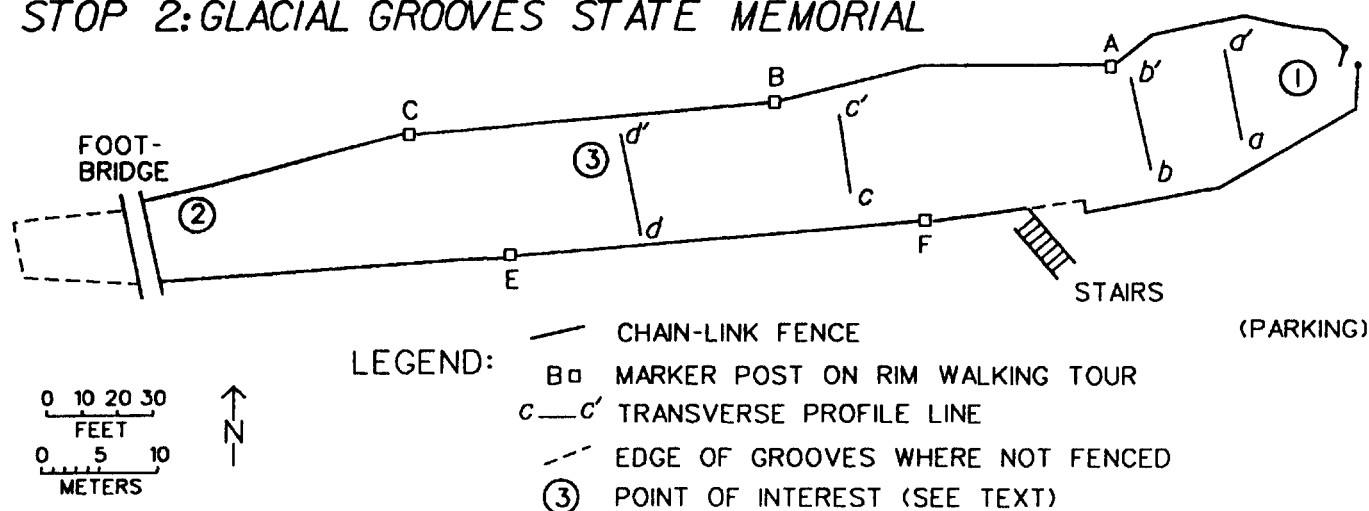 STOP 2: GLACIAL GROOVES STATE MEMORIAL
A
a'
b'
1
B
c'
C
d'
3
a
b
FOOT-
BRIDGE
2
c
d
F
E
STAIRS
(PARKING)
LEGEND:
CHAIN-LINK FENCE
B MARKER POST ON RIM WALKING TOUR
c c' TRANSVERSE PROFILE LINE
EDGE OF GROOVES WHERE NOT FENCED
3 POINT OF INTEREST (SEE TEXT)
0 10 20 30
FEET
0 5 10
METERS
N